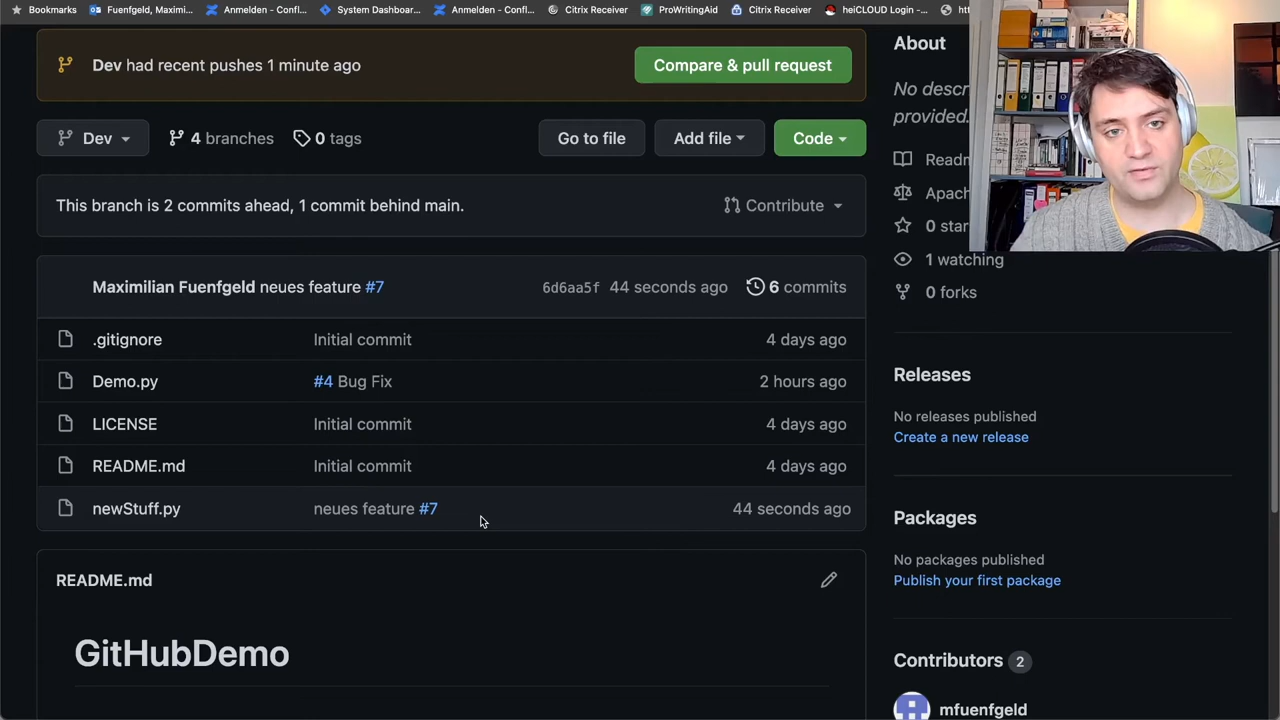 Bookmarks Fuenfgeld, Maximi... Anmelden - Confl... System Dashboar... Anmelden - Confl... Citrix Receiver ProWritingAid Citrix Receiver heiCLOUD Login -...
Dev had recent pushes 1 minute ago Compare & pull request
Dev 4 branches 0 tags Go to file Add file Code
This branch is 2 commits ahead, 1 commit behind main. Contribute
Maximilian Fuenfgeld neues feature #7 6d6aa5f 44 seconds ago 6 commits
.gitignore Initial commit 4 days ago
Demo.py #4 Bug Fix 2 hours ago
LICENSE Initial commit 4 days ago
README.md Initial commit 4 days ago
newStuff.py neues feature #7 44 seconds ago
README.md
GitHubDemo
About
No descr
provided.
Readm
Apach
0 star
1 watching
0 forks
Releases
No releases published
Create a new release
Packages
No packages published
Publish your first package
Contributors 2
mfuenfgeld